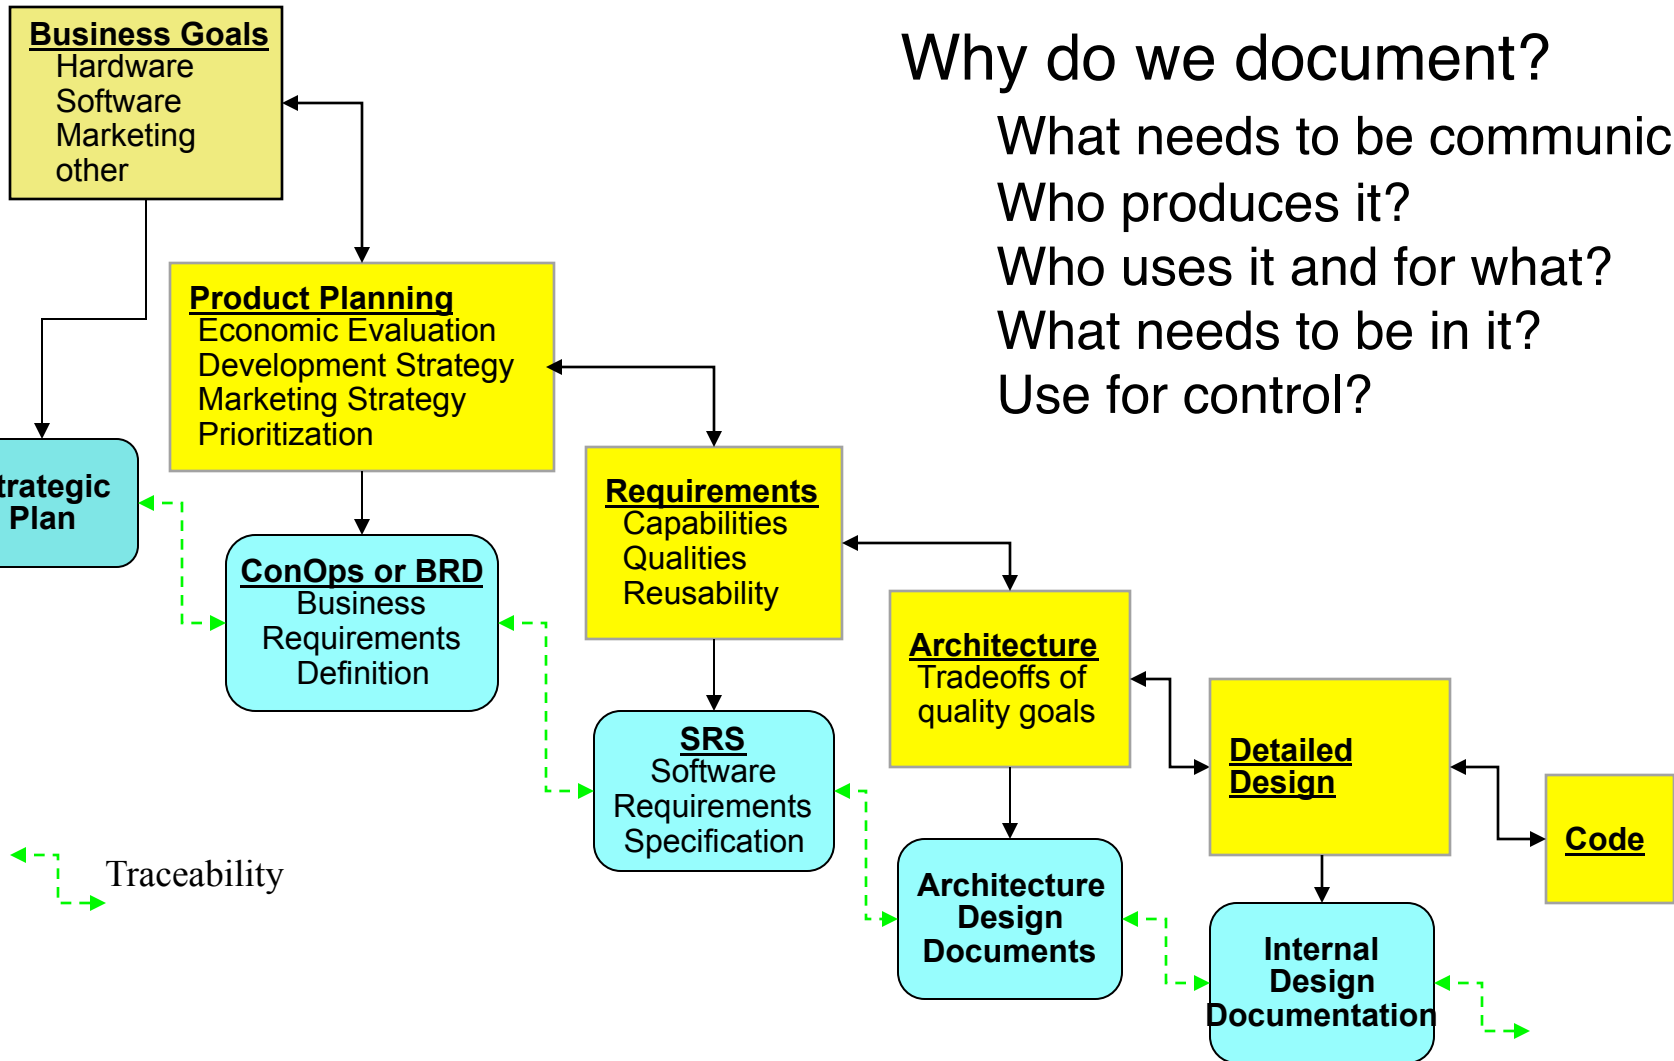 Business Goals
Hardware
Software
Marketing
other
Why do we document?
What needs to be communic
Who produces it?
Who uses it and for what?
What needs to be in it?
Use for control?
Product Planning
Economic Evaluation
Development Strategy
Marketing Strategy
Prioritization
trategic
Plan
ConOps or BRD
Business
Requirements
Definition
Requirements
Capabilities
Qualities
Reusability
SRS
Software
Requirements
Specification
Architecture
Tradeoffs of
quality goals
Architecture
Design
Documents
Detailed
Design
Internal
Design
Documentation
Code
Traceability